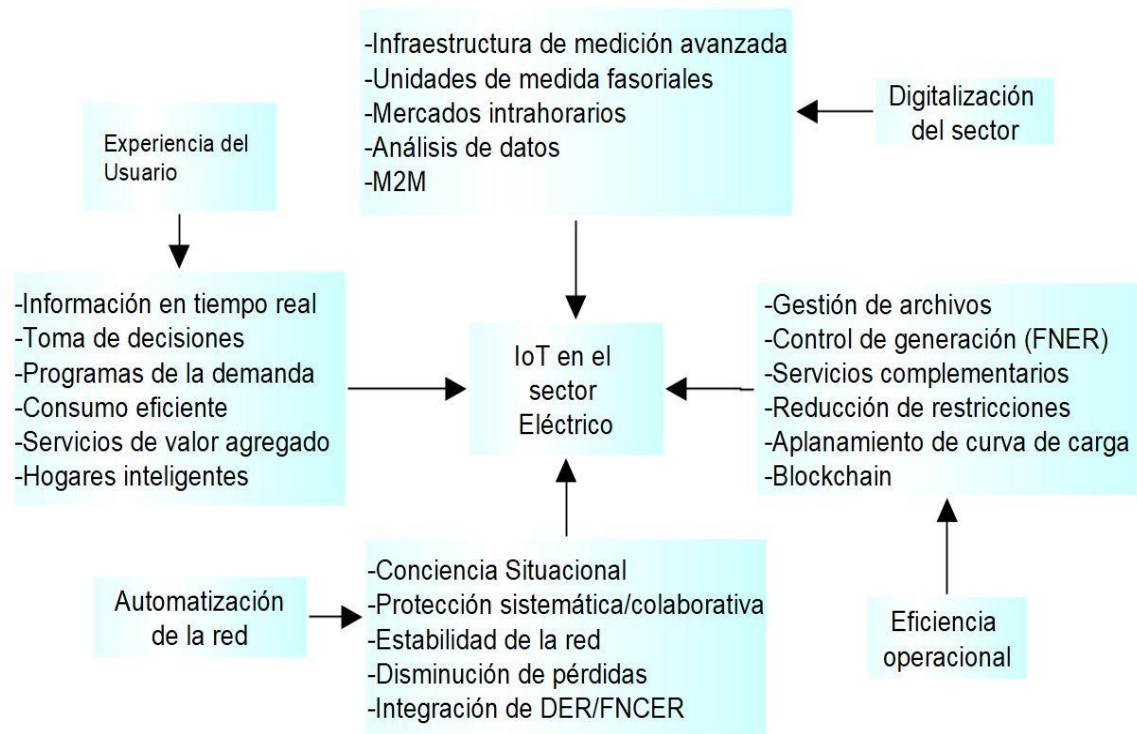 -Infraestructura de medición avanzada
-Unidades de medida fasoriales
-Mercados intrahorarios
-Análisis de datos
-M2M
Digitalización
del sector
Experiencia del
Usuario
-Información en tiempo real
-Toma de decisiones
-Programas de la demanda
-Consumo eficiente
-Servicios de valor agregado
-Hogares inteligentes
IoT en el
sector
Eléctrico
-Gestión de archivos
-Control de generación (FNER)
-Servicios complementarios
-Reducción de restricciones
-Aplanamiento de curva de carga
-Blockchain
Automatización
de la red
-Conciencia Situacional
-Protección sistemática/colaborativa
-Estabilidad de la red
-Disminución de pérdidas
-Integración de DER/FNCER
Eficiencia
operacional